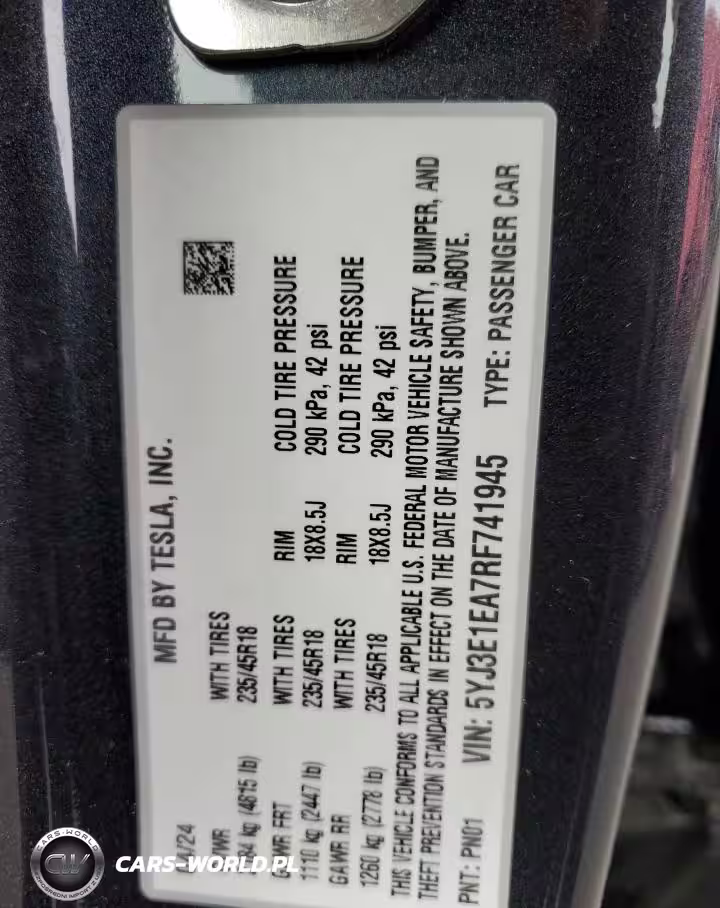 MFD BY TESLA, INC.
/24
WITH TIRES
kg (4615 lb) 235/45R18
FRT WITH TIRES RIM COLD TIRE PRESSURE
1110 kg (2447 lb) 235/45R18 18X8.5J 290 kPa, 42 psi
GAWR RR WITH TIRES RIM COLD TIRE PRESSURE
1260 kg (2778 lb) 235/45R18 18X8.5J 290 kPa, 42 psi
THIS VEHICLE CONFORMS TO ALL APPLICABLE U.S. FEDERAL MOTOR VEHICLE SAFETY, BUMPER, AND
THEFT PREVENTION STANDARDS IN EFFECT ON THE DATE OF MANUFACTURE SHOWN ABOVE.
PNT: PN01 VIN: 5YJ3E1EA7RF741945 TYPE: PASSENGER CAR
CARS-WORLD
CW
CARS-WORLD.PL